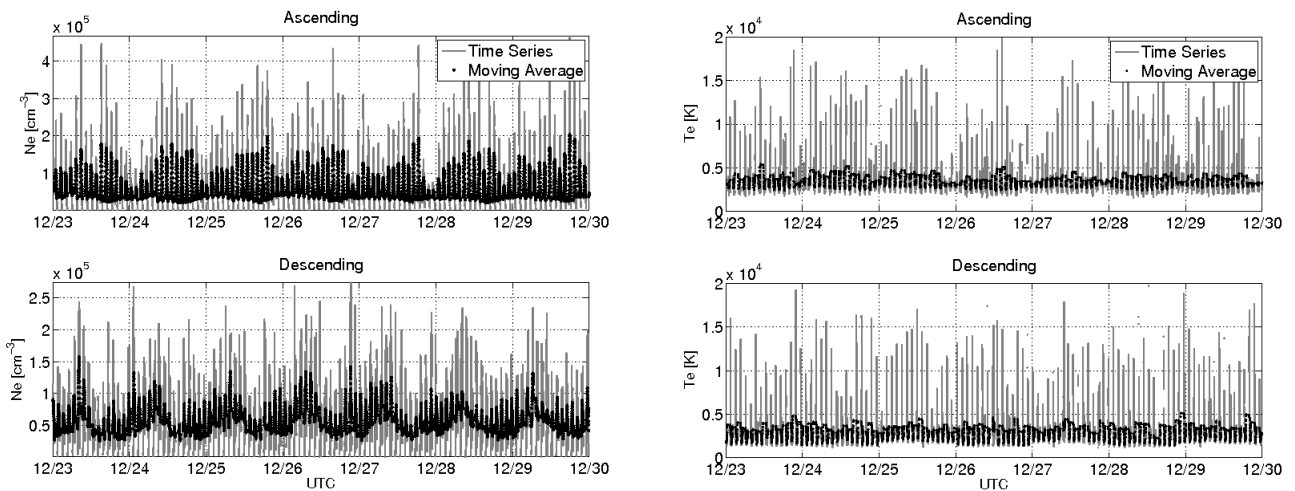 Ascending
x 10^5
Time Series
Moving Average
Ne [cm^−3]
4
3
2
1
12/23 12/24 12/25 12/26 12/27 12/28 12/29 12/30
Ascending
x 10^4
Time Series
Moving Average
Te [K]
2
1.5
1
0.5
0
12/23 12/24 12/25 12/26 12/27 12/28 12/29 12/30
Descending
x 10^5
Ne [cm^−3]
2.5
2
1.5
1
0.5
12/23 12/24 12/25 12/26 12/27 12/28 12/29 12/30
UTC
Descending
x 10^4
Te [K]
2
1.5
1
0.5
0
12/23 12/24 12/25 12/26 12/27 12/28 12/29 12/30
UTC